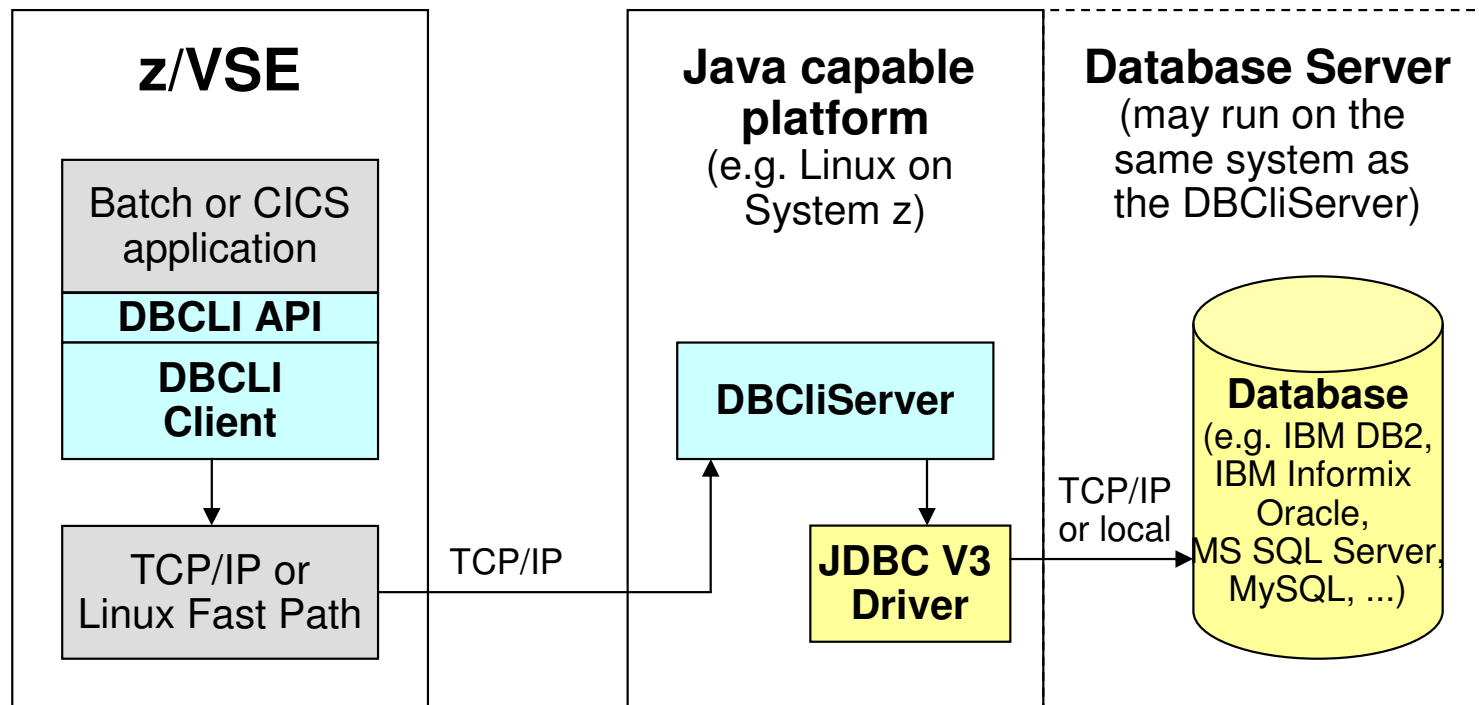 z/VSE
Batch or CICS
application
DBCLI API
DBCLI
Client
TCP/IP or
Linux Fast Path
TCP/IP
Java capable
platform
(e.g. Linux on
System z)
DBCliServer
JDBC V3
Driver
TCP/IP
or local
Database Server
(may run on the
same system as
the DBCliServer)
Database
(e.g. IBM DB2,
IBM Informix
Oracle,
MS SQL Server,
MySQL, ...)